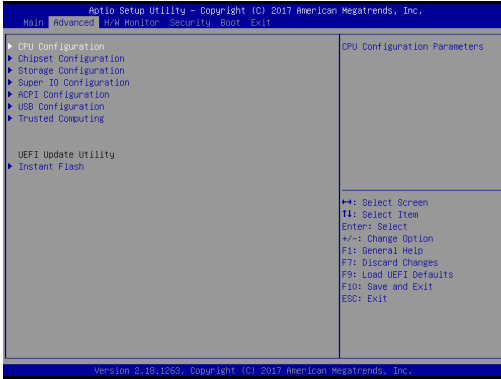 Aptio Setup Utility – Copyright (C) 2017 American Megatrends, Inc.
Main Advanced H/W Monitor Security Boot Exit
CPU Configuration
Chipset Configuration
Storage Configuration
Super IO Configuration
ACPI Configuration
USB Configuration
Trusted Computing
UEFI Update Utility
Instant Flash
CPU Configuration Parameters
↔: Select Screen
↑↓: Select Item
Enter: Select
+/-: Change Option
F1: General Help
F7: Discard Changes
F9: Load UEFI Defaults
F10: Save and Exit
ESC: Exit
Version 2.18.1263. Copyright (C) 2017 American Megatrends, Inc.